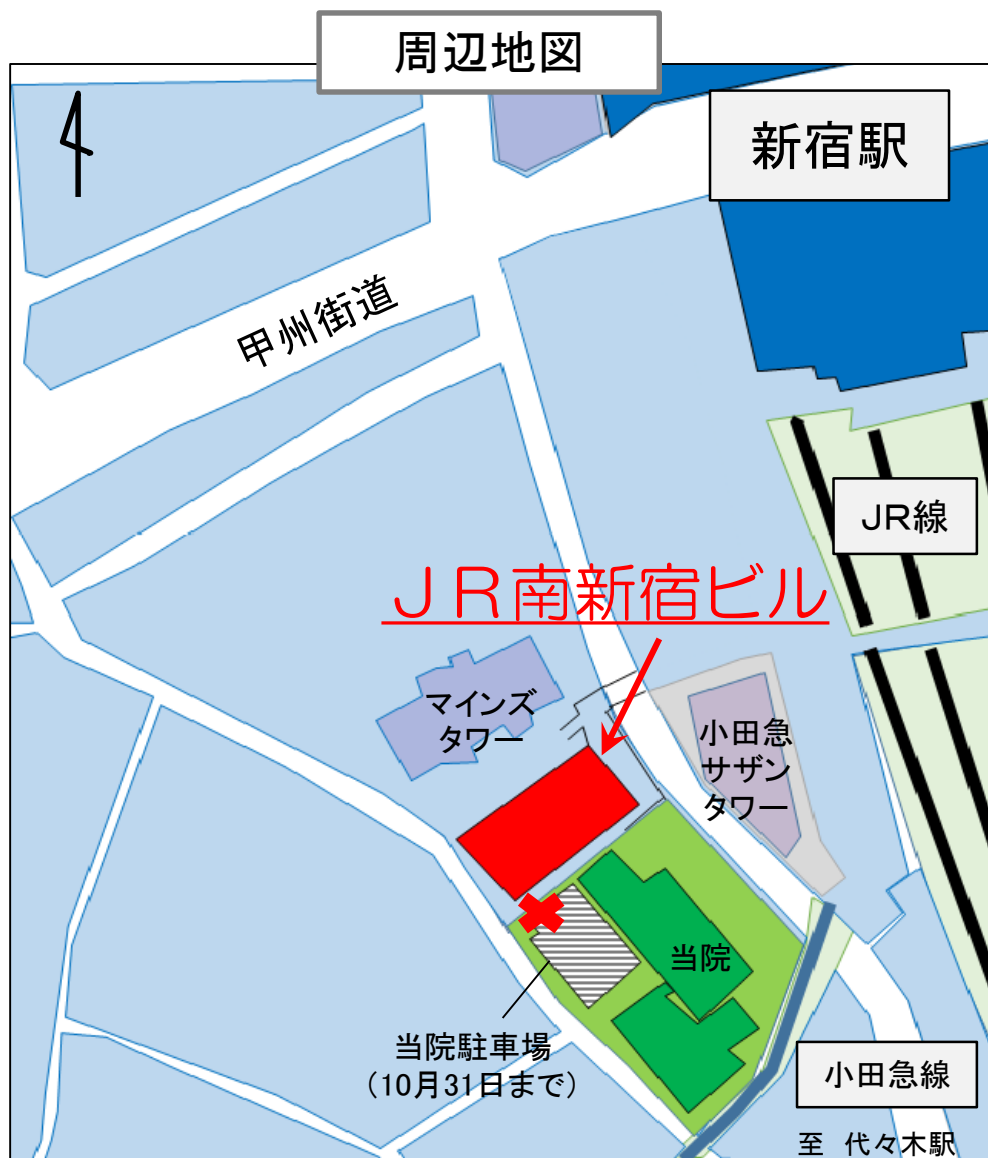 周辺地図
新宿駅
甲州街道
JR線
ＪＲ南新宿ビル
マインズ
タワー
小田急
サザン
タワー
当院
当院駐車場
（10月31日まで）
小田急線
至　代々木駅